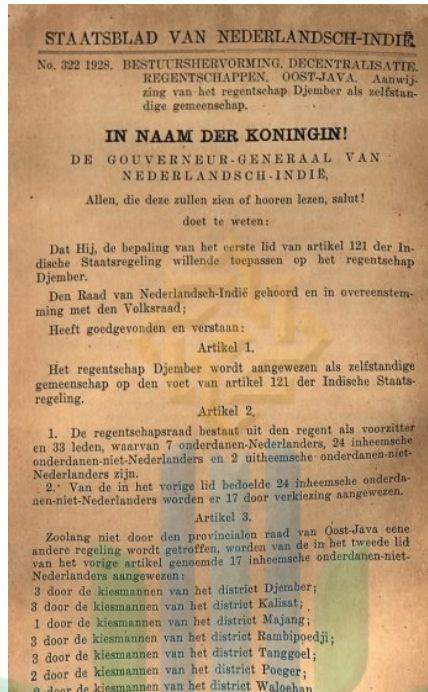 STAATSBLAD VAN NEDERLANDSCH-INDIË.
No. 322 1928. BESTUURSHERVORMING. DECENTRALISATIE.
REGENTSCHAPPEN. OOST-JAVA. Aanwij-
zing van het regentschap Djember als zelfstan-
dige gemeenschap.
IN NAAM DER KONINGIN!
DE GOUVERNEUR-GENERAAL VAN
NEDERLANDSCH-INDIË,
Allen, die deze zullen zien of hooren lezen, salut!
doet te weten:
Dat Hij, de bepaling van het eerste lid van artikel 121 der In-
dische Staatsregeling willende toepassen op het regentschap
Djember.
Den Raad van Nederlandsch-Indië gehoord en in overeenstem-
ming met den Volksraad;
Heeft goedgevonden en verstaan:
Artikel 1.
Het regentschap Djember wordt aangewezen als zelfstandige
gemeenschap op den voet van artikel 121 der Indische Staats-
regeling.
Artikel 2.
1. De regentschapsraad bestaat uit den regent als voorzitter
en 33 leden, waarvan 7 onderdanen-Nederlanders, 24 inheemsche
onderdanen-niet-Nederlanders en 2 uitheemsche onderdanen-niet-
Nederlanders zijn.
2. Van de in het vorige lid bedoelde 24 inheemsche onderda-
nen-niet-Nederlanders worden er 17 door verkiezing aangewezen.
Artikel 3.
Zoolang niet door den provincialen raad van Oost-Java eene
andere regeling wordt getroffen, worden van de in het tweede lid
van het vorige artikel genoemde 17 inheemsche onderdanen-niet-
Nederlanders aangewezen:
3 door de kiesmannen van het district Djember;
3 door de kiesmannen van het district Kalisat;
1 door de kiesmannen van het district Majang;
3 door de kiesmannen van het district Rambipoedji;
3 door de kiesmannen van het district Tanggoel;
2 door de kiesmannen van het district Poeger;
door de kiesmannen van het district